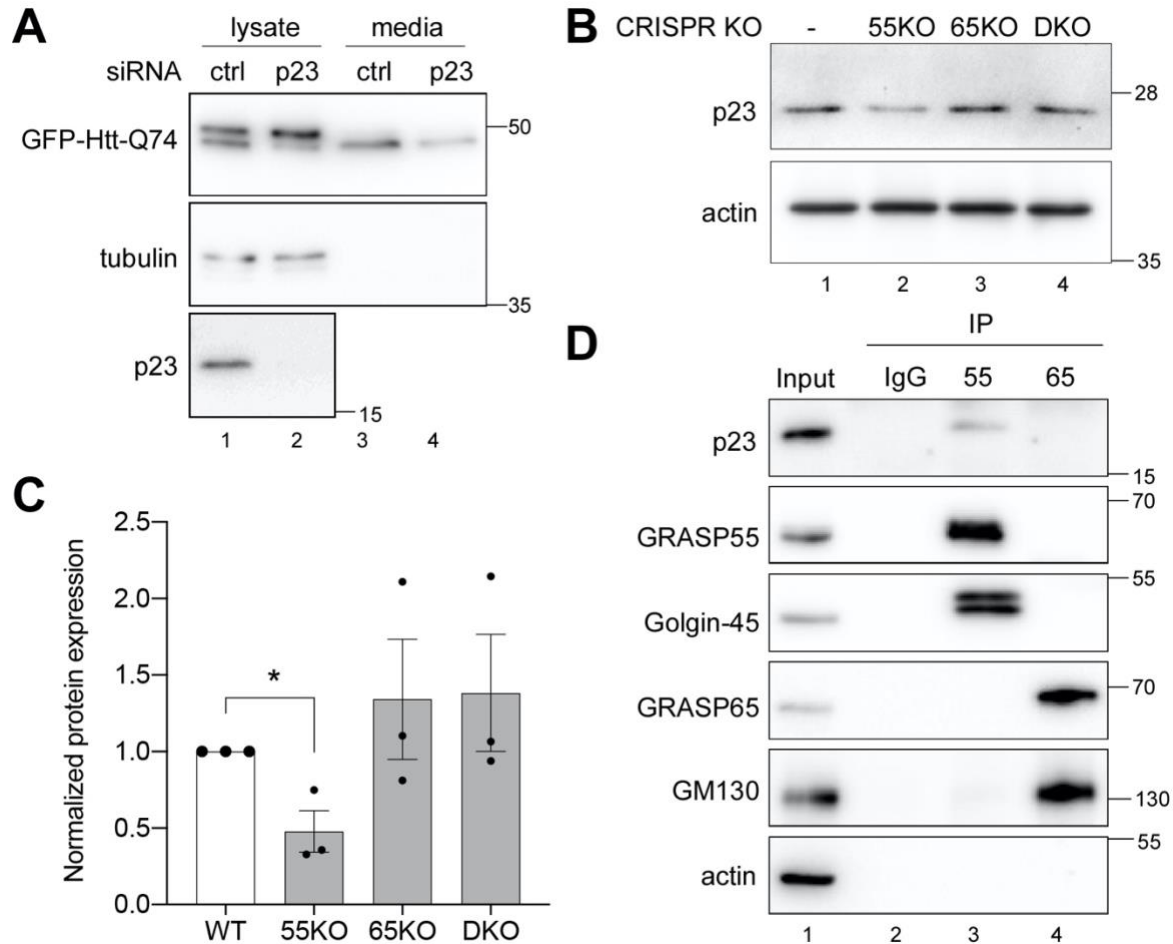 A
lysate media
siRNA ctrl p23 ctrl p23
GFP-Htt-Q74
50
tubulin
35
p23
15
1 2 3 4
B
CRISPR KO - 55KO 65KO DKO
p23
28
actin
35
1 2 3 4
C
Normalized protein expression
2.5
2.0
1.5
1.0
0.5
0.0
*
WT 55KO 65KO DKO
D
IP
Input IgG 55 65
p23
15
GRASP55
70
Golgin-45
55
GRASP65
70
GM130
130
actin
55
1 2 3 4